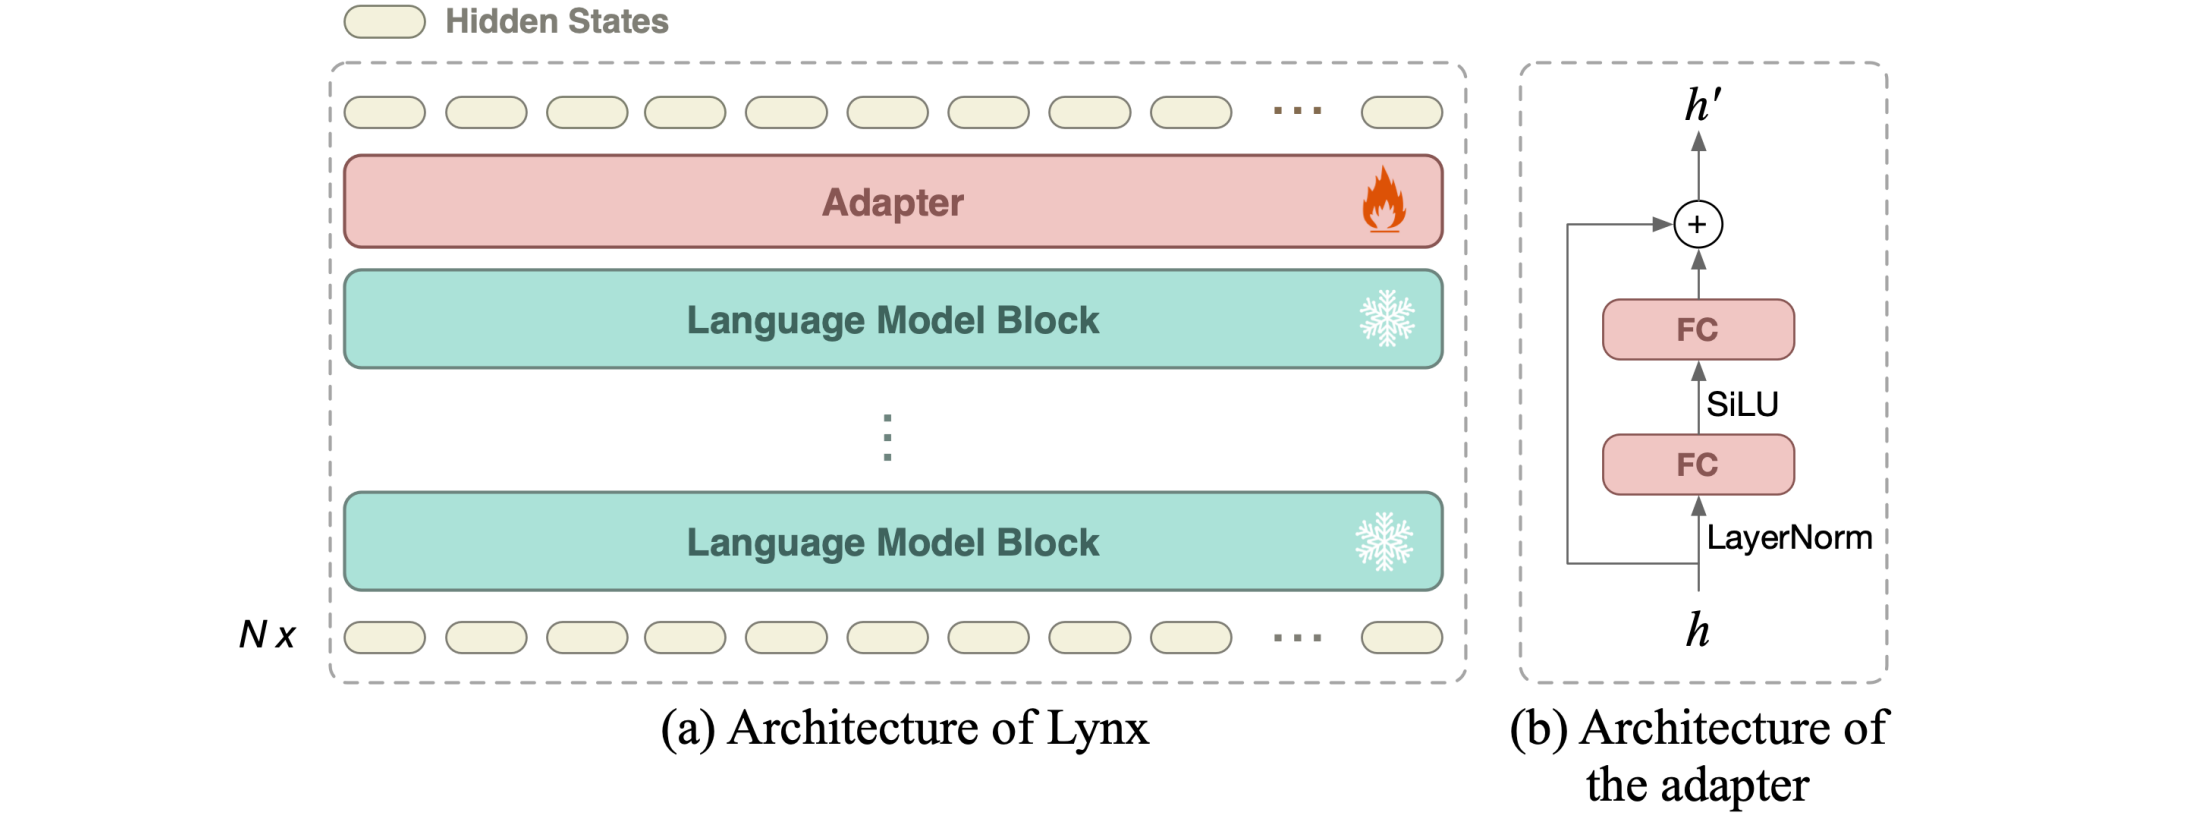 Hidden States
Adapter
Language Model Block
Language Model Block
N x
(a) Architecture of Lynx
h'
+
FC
SiLU
FC
LayerNorm
h
(b) Architecture of
the adapter